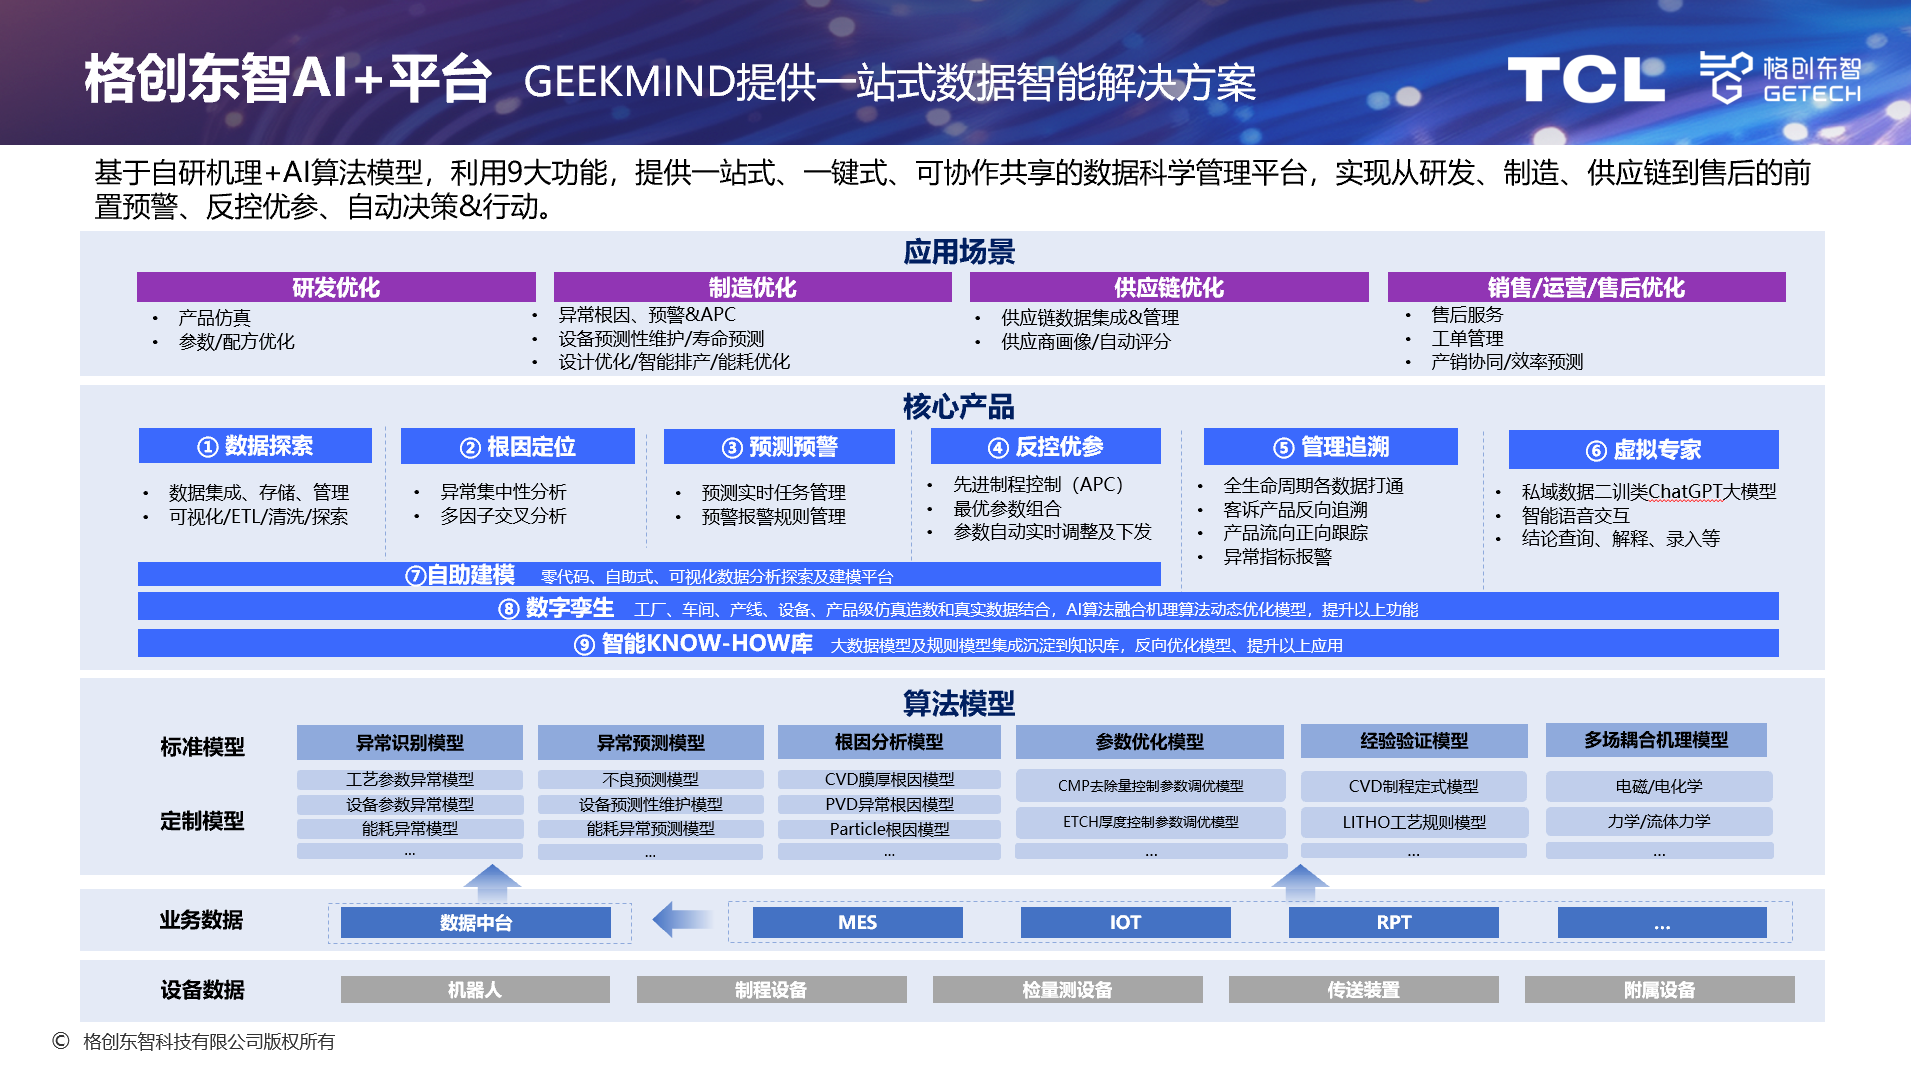 格创东智AI+平台 GEEKMIND提供一站式数据智能解决方案
TCL
格创东智
GETECH
基于自研机理+AI算法模型，利用9大功能，提供一站式、一键式、可协作共享的数据科学管理平台，实现从研发、制造、供应链到售后的前
置预警、反控优参、自动决策&行动。
应用场景
研发优化
• 产品仿真
• 参数/配方优化
制造优化
• 异常根因、预警&APC
• 设备预测性维护/寿命预测
• 设计优化/智能排产/能耗优化
供应链优化
• 供应链数据集成&管理
• 供应商画像/自动评分
销售/运营/售后优化
• 售后服务
• 工单管理
• 产销协同/效率预测
核心产品
① 数据探索
• 数据集成、存储、管理
• 可视化/ETL/清洗/探索
② 根因定位
• 异常集中性分析
• 多因子交叉分析
③ 预测预警
• 预测实时任务管理
• 预警报警规则管理
④ 反控优参
• 先进制程控制（APC）
• 最优参数组合
• 参数自动实时调整及下发
⑤ 管理追溯
• 全生命周期各数据打通
• 客诉产品反向追溯
• 产品流向正向跟踪
• 异常指标报警
⑥ 虚拟专家
• 私域数据二训类ChatGPT大模型
• 智能语音交互
• 结论查询、解释、录入等
⑦自助建模 零代码、自助式、可视化数据分析探索及建模平台
⑧ 数字孪生 工厂、车间、产线、设备、产品级仿真造数和真实数据结合，AI算法融合机理算法动态优化模型，提升以上功能
⑨ 智能KNOW-HOW库 大数据模型及规则模型集成沉淀到知识库，反向优化模型、提升以上应用
算法模型
标准模型
异常识别模型
异常预测模型
根因分析模型
参数优化模型
经验验证模型
多场耦合机理模型
定制模型
工艺参数异常模型
设备参数异常模型
能耗异常模型
...
不良预测模型
设备预测性维护模型
能耗异常预测模型
...
CVD膜厚根因模型
PVD异常根因模型
Particle根因模型
...
CMP去除量控制参数调优模型
ETCH厚度控制参数调优模型
...
CVD制程定式模型
LITHO工艺规则模型
...
电磁/电化学
力学/流体力学
...
业务数据
数据中台
MES
IOT
RPT
...
设备数据
机器人
制程设备
检量测设备
传送装置
附属设备
© 格创东智科技有限公司版权所有